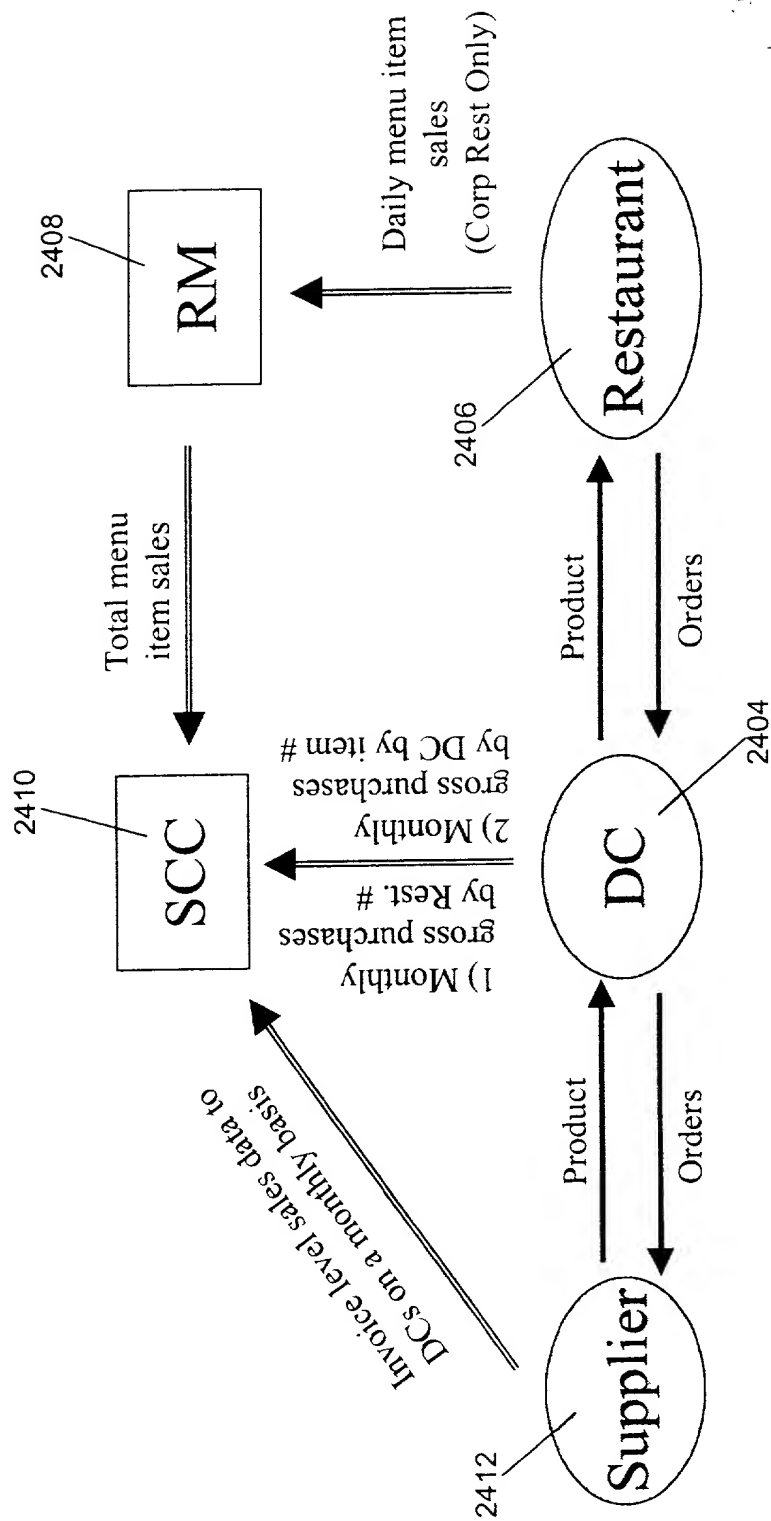 2410
SCC
Total menu
item sales
2408
RM
Invoice level sales data to
DCs on a monthly basis
1) Monthly
gross purchases
by Rest. #
2) Monthly
gross purchases
by DC by item #
Daily menu item
sales
(Corp Rest Only)
2412
Supplier
Product
Orders
DC
2404
Product
Orders
2406
Restaurant